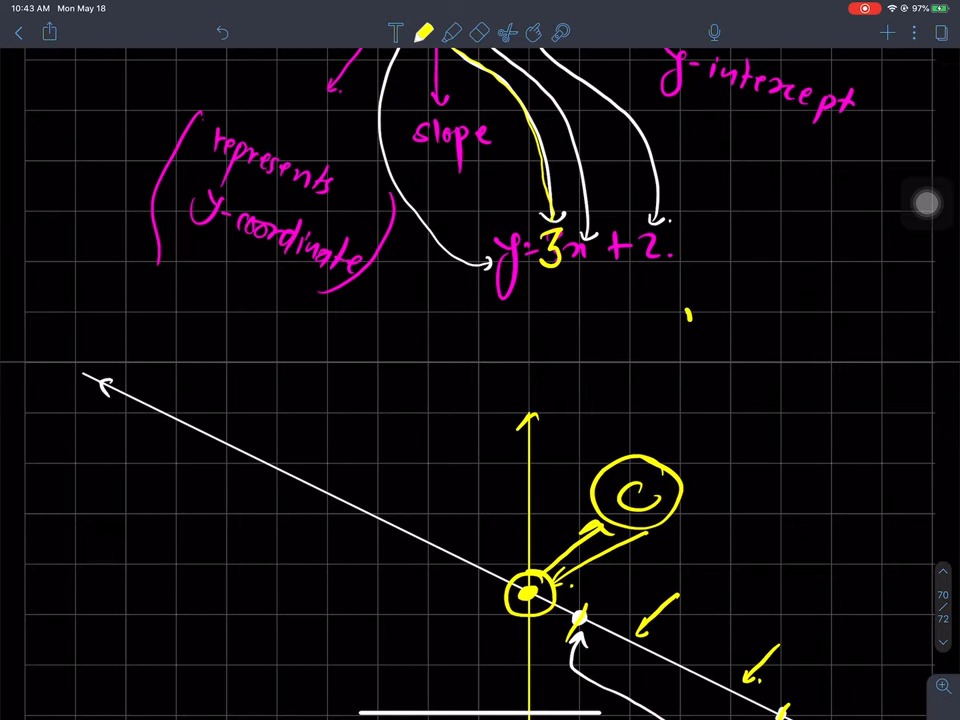 10:43 AM Mon May 18
97%
T
y-intercept
slope
(represents
y-coordinate)
y=3x+2.
C
70
/
72